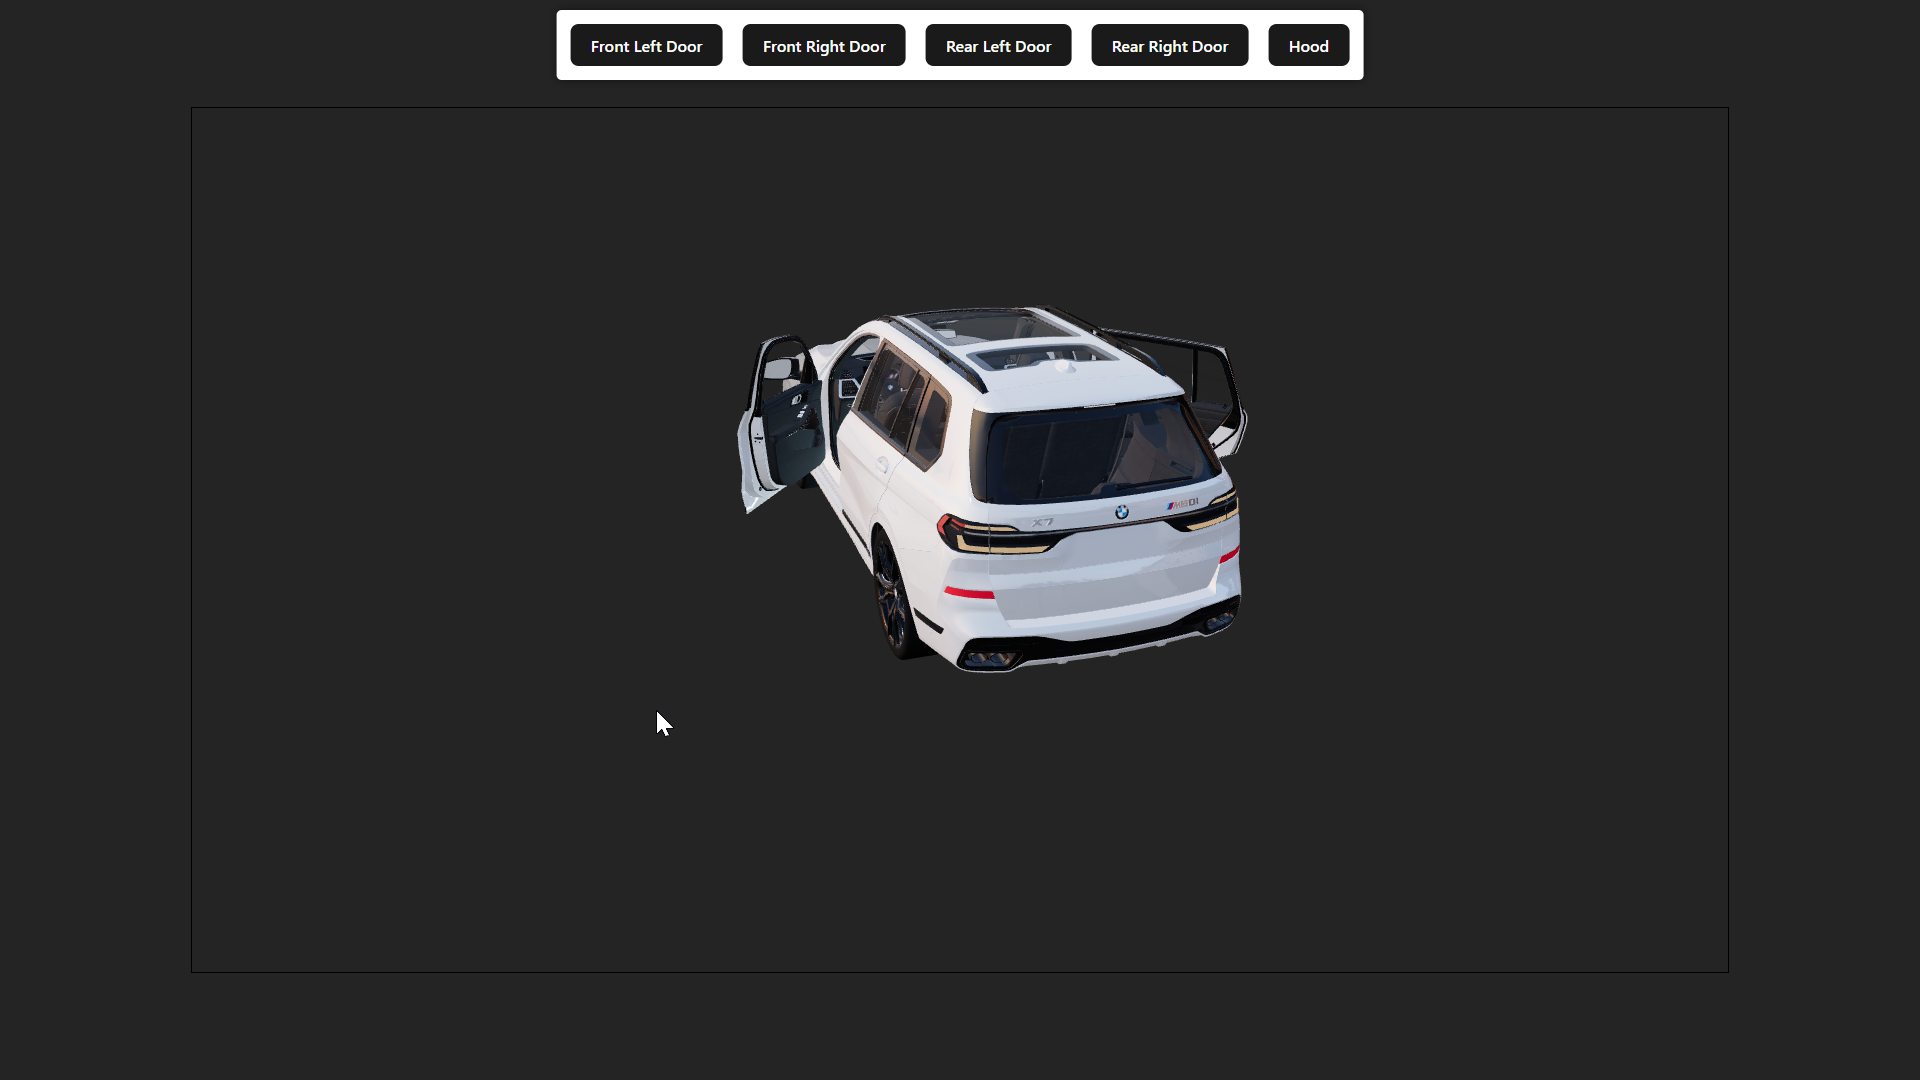 Front Left Door
Front Right Door
Rear Left Door
Rear Right Door
Hood
X7
M60i